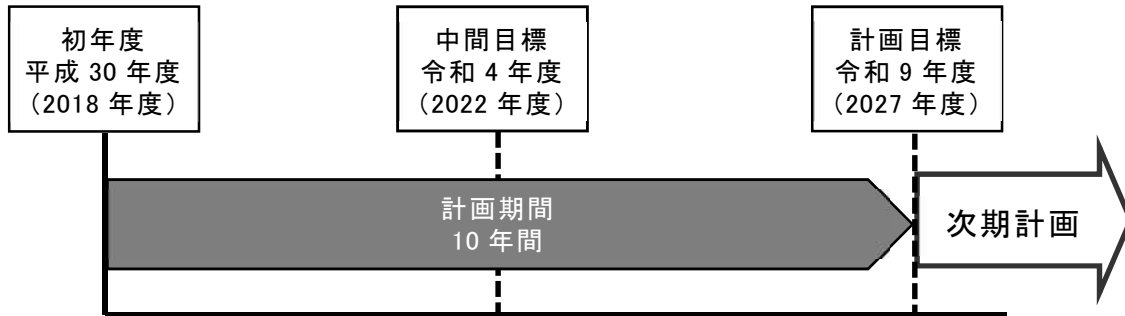 初年度
平成 30 年度
（2018 年度）
中間目標
令和 4 年度
（2022 年度）
計画目標
令和 9 年度
（2027 年度）
計画期間
10 年間
次期計画